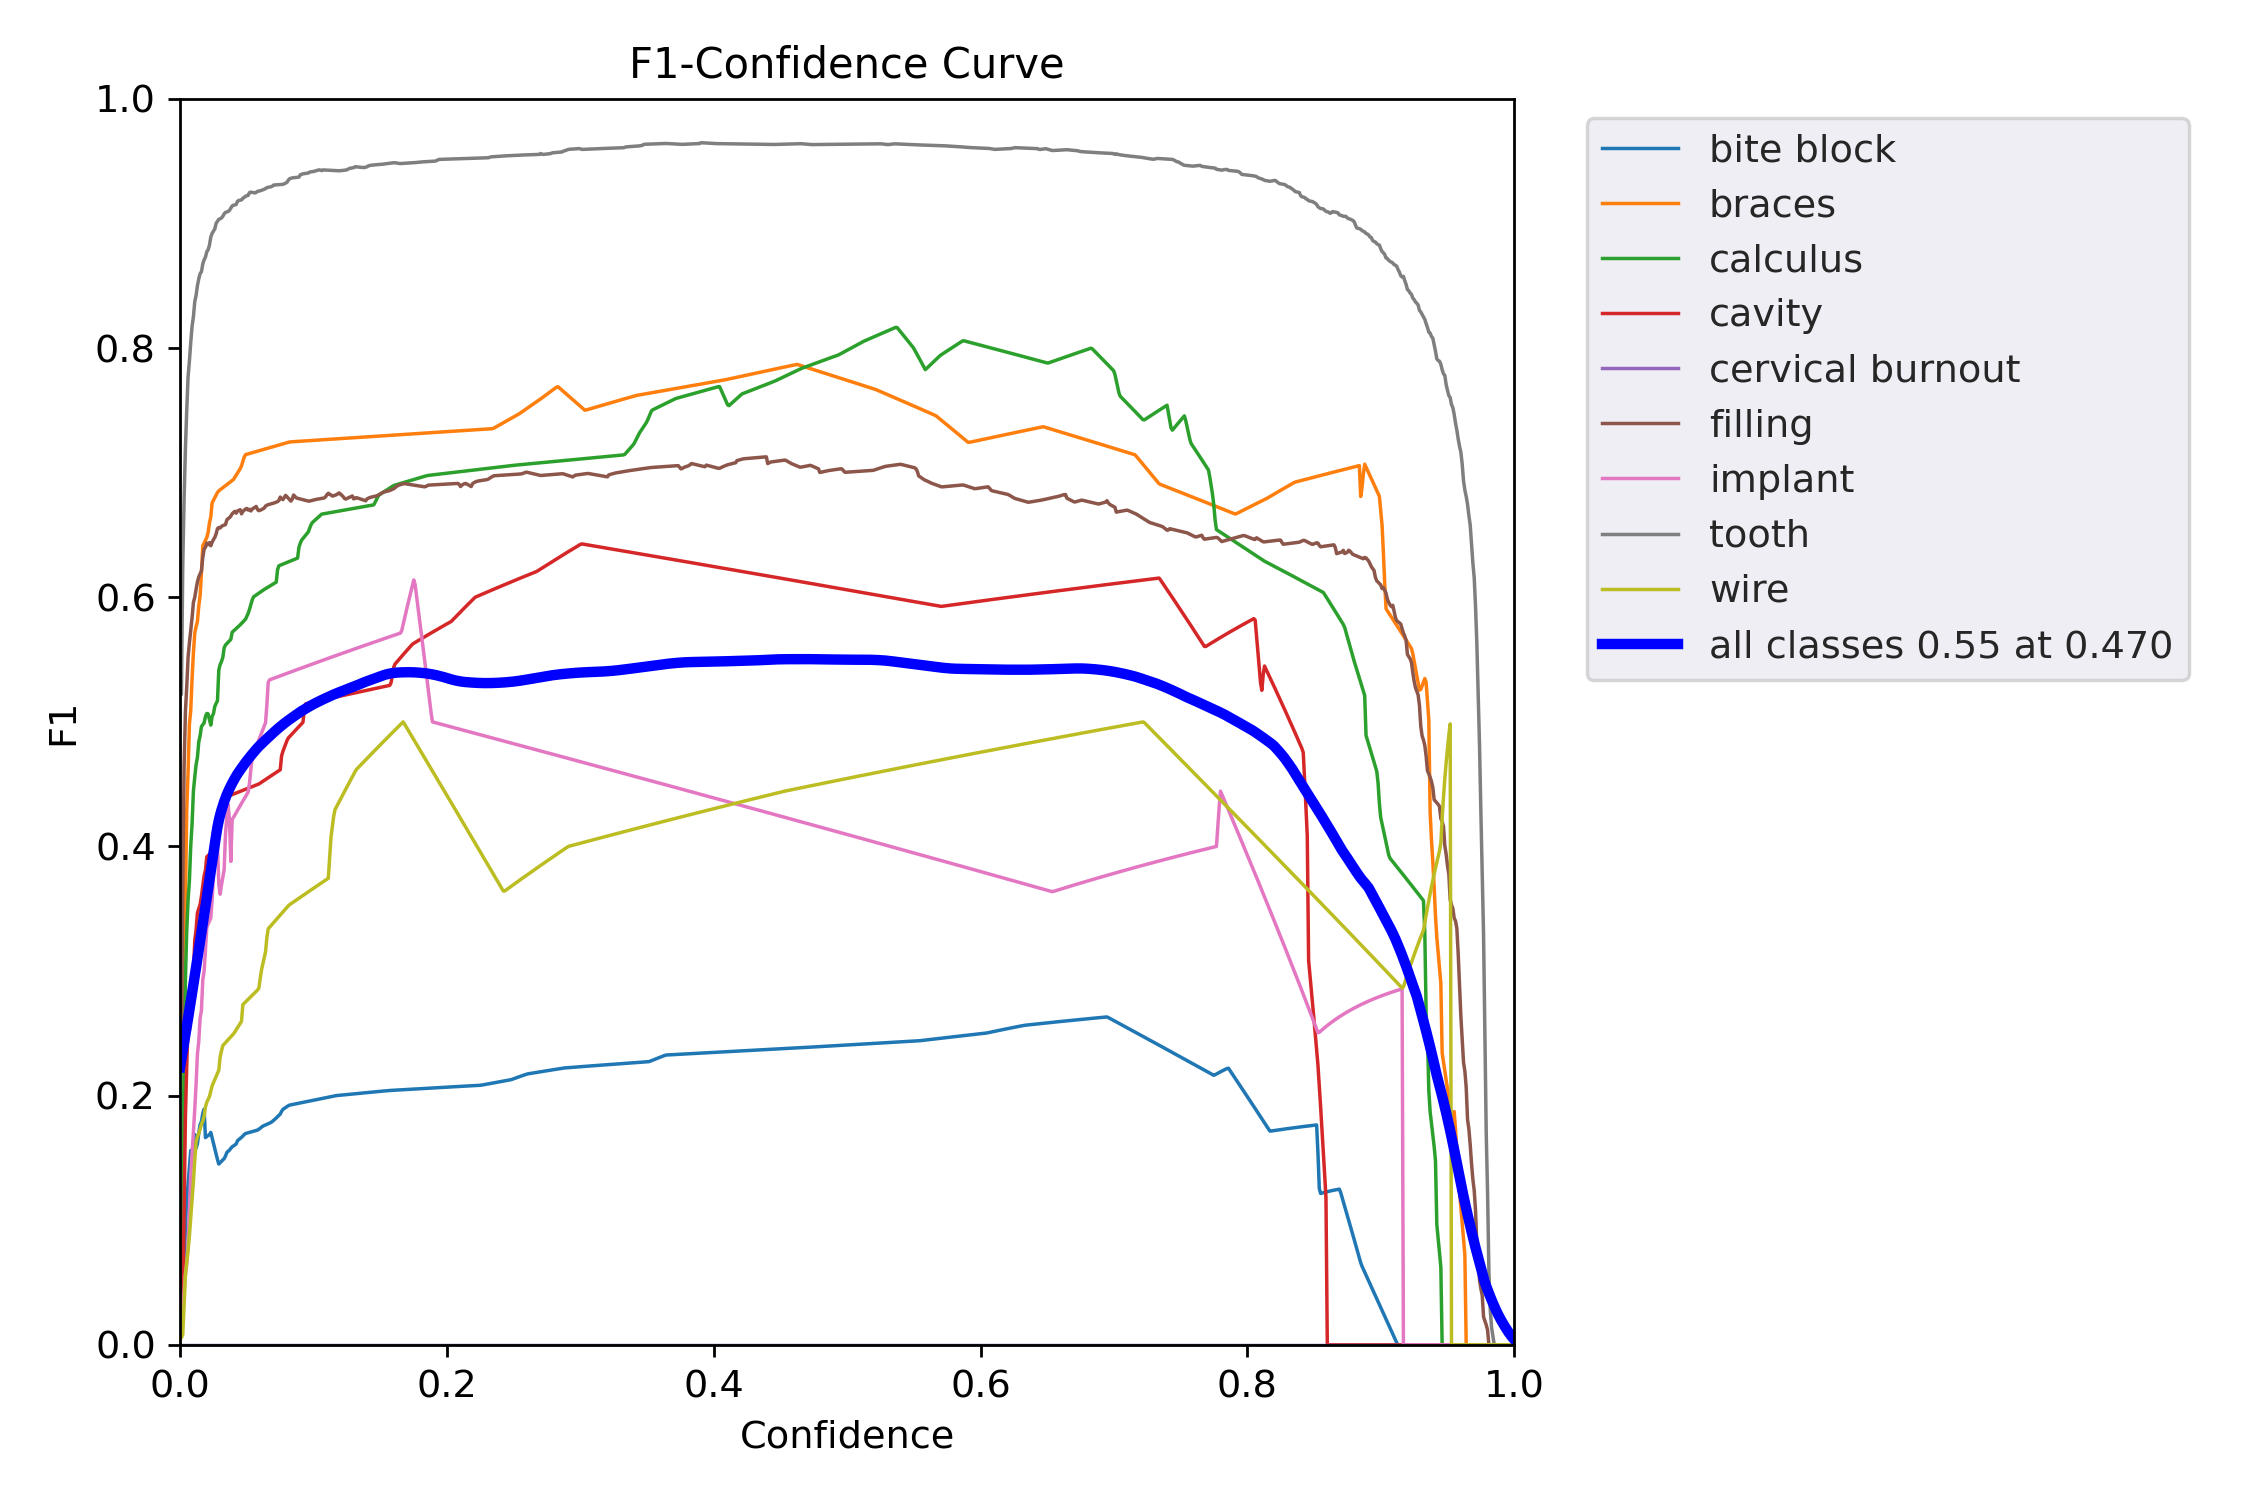 F1-Confidence Curve
1.0
0.8
0.6
0.4
0.2
0.0
F1
0.0 0.2 0.4 0.6 0.8 1.0
Confidence
bite block
braces
calculus
cavity
cervical burnout
filling
implant
tooth
wire
all classes 0.55 at 0.470